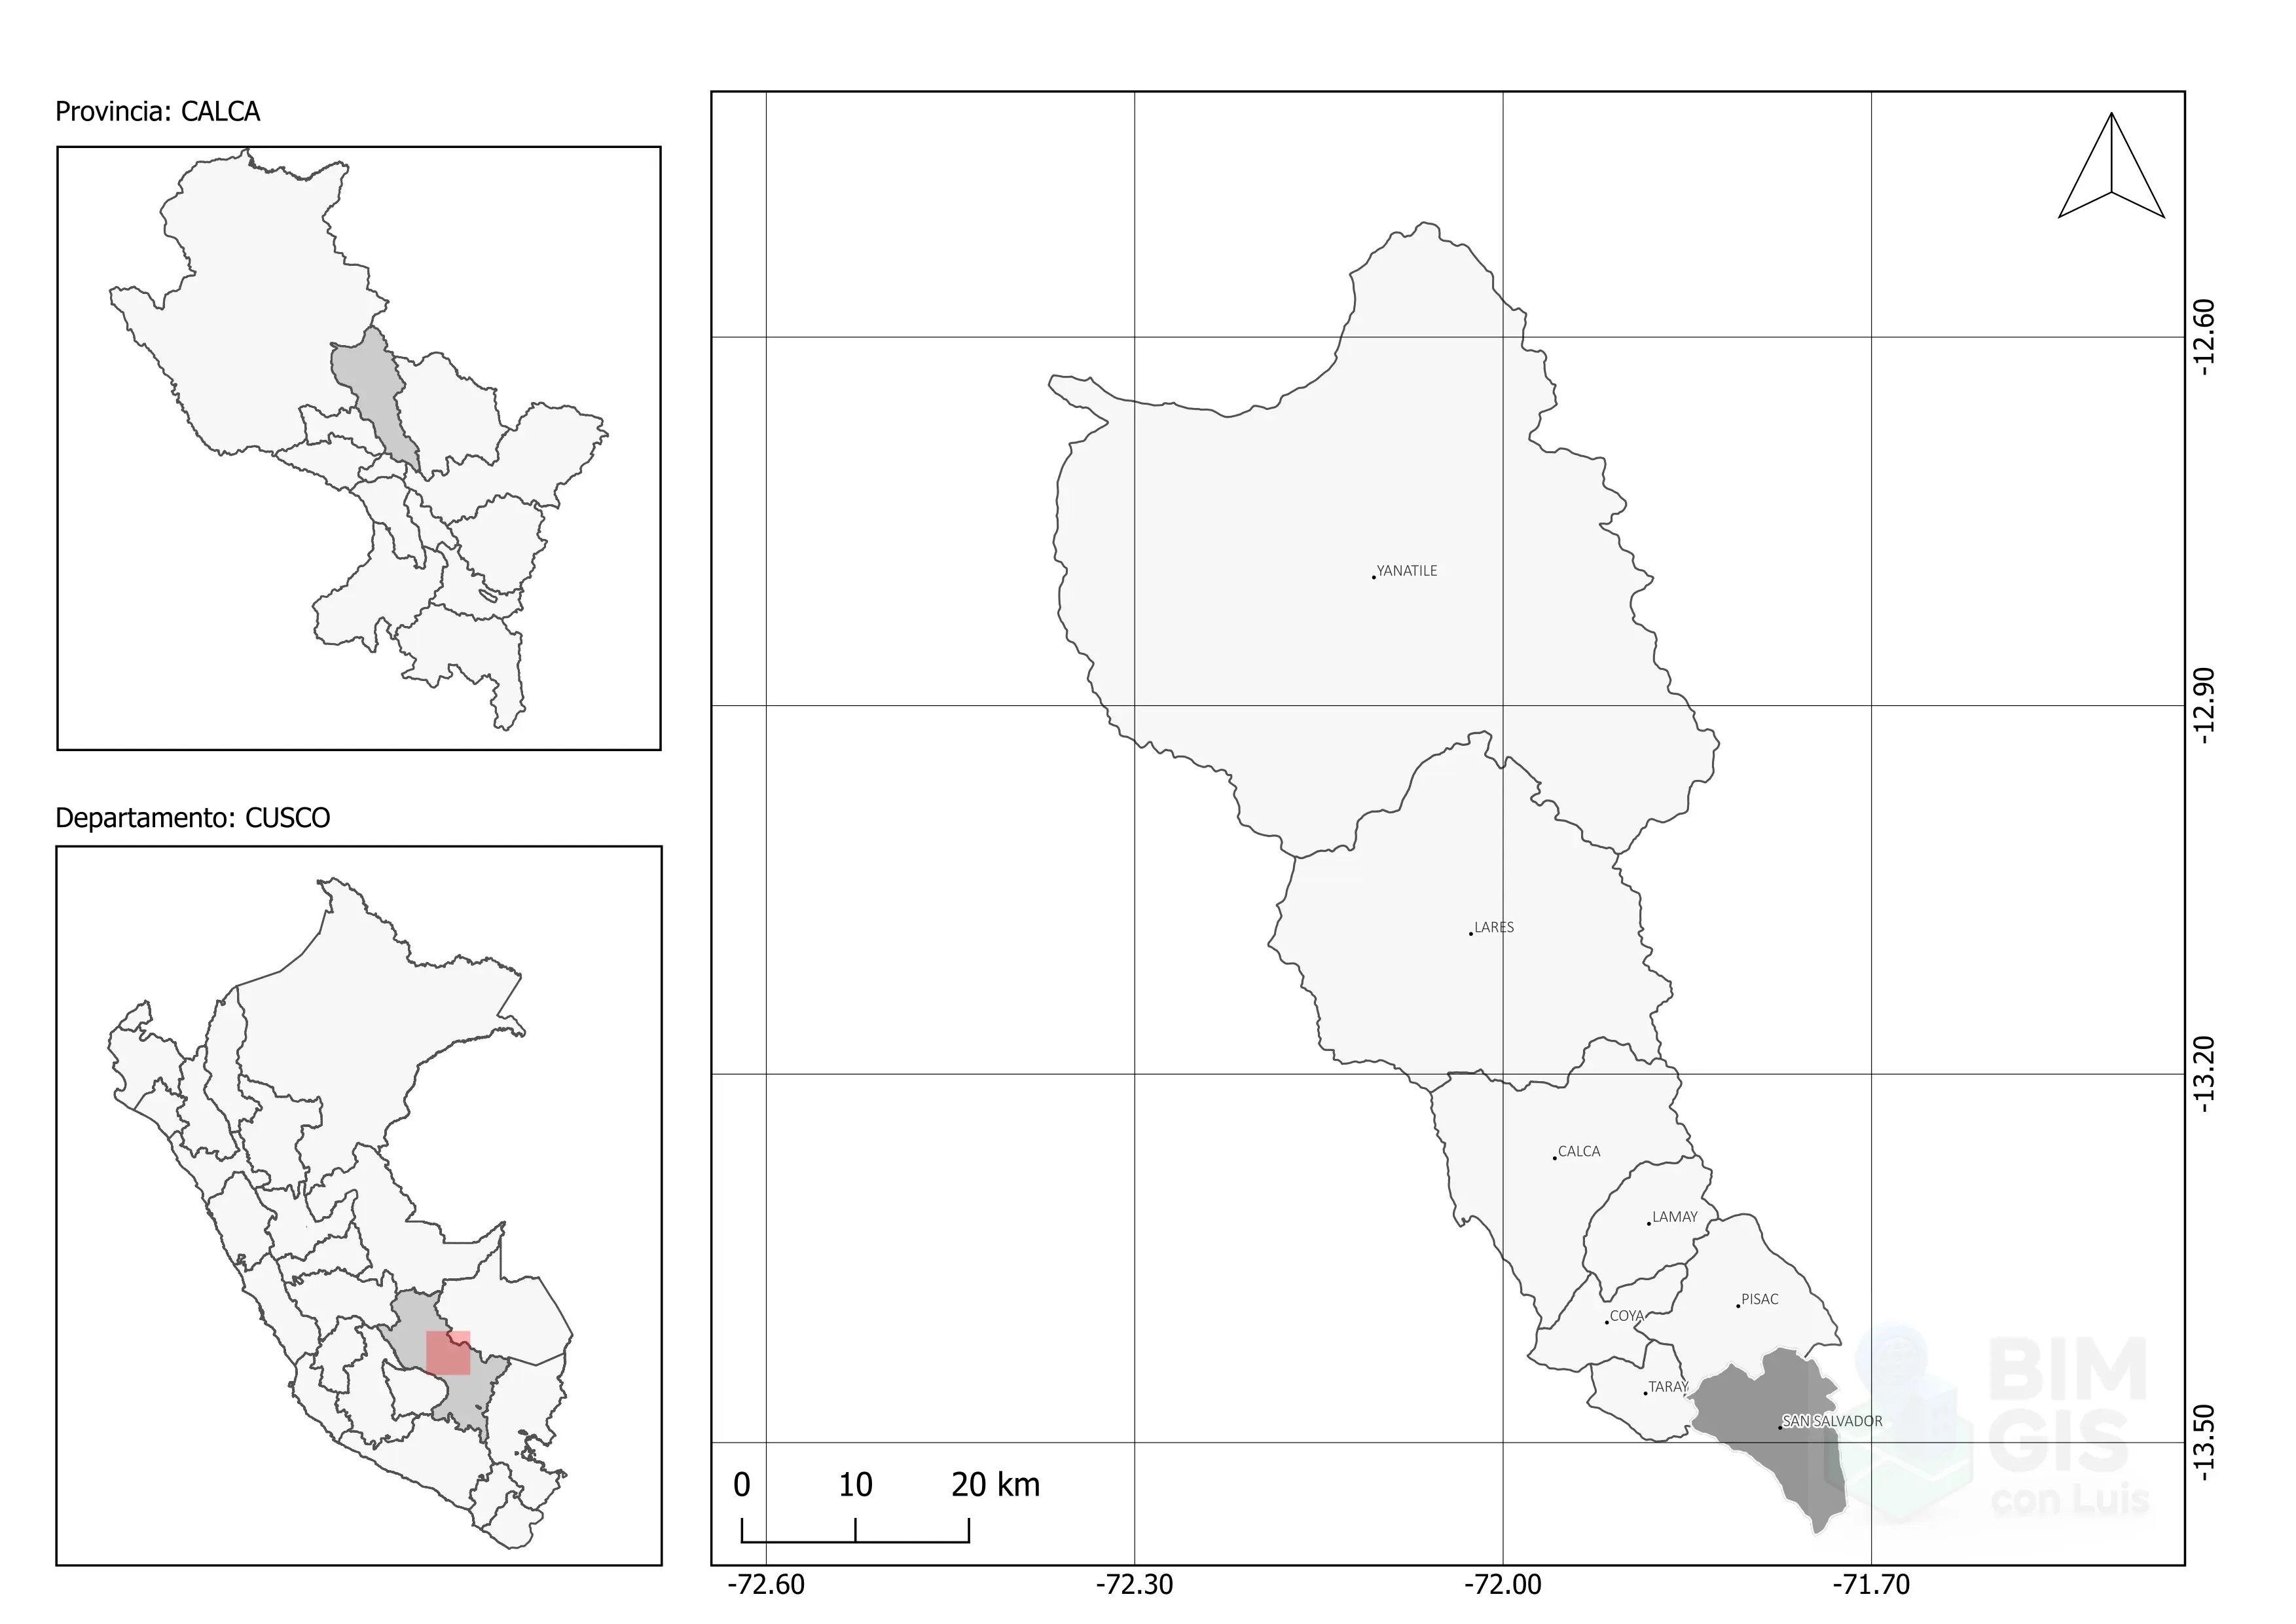 Provincia: CALCA
Departamento: CUSCO
YANATILE
LARES
CALCA
LAMAY
PISAC
COYA
TARAY
SAN SALVADOR
-12.60
-12.90
-13.20
-13.50
0 10 20 km
-72.60 -72.30 -72.00 -71.70
BIM
GIS
con Luis